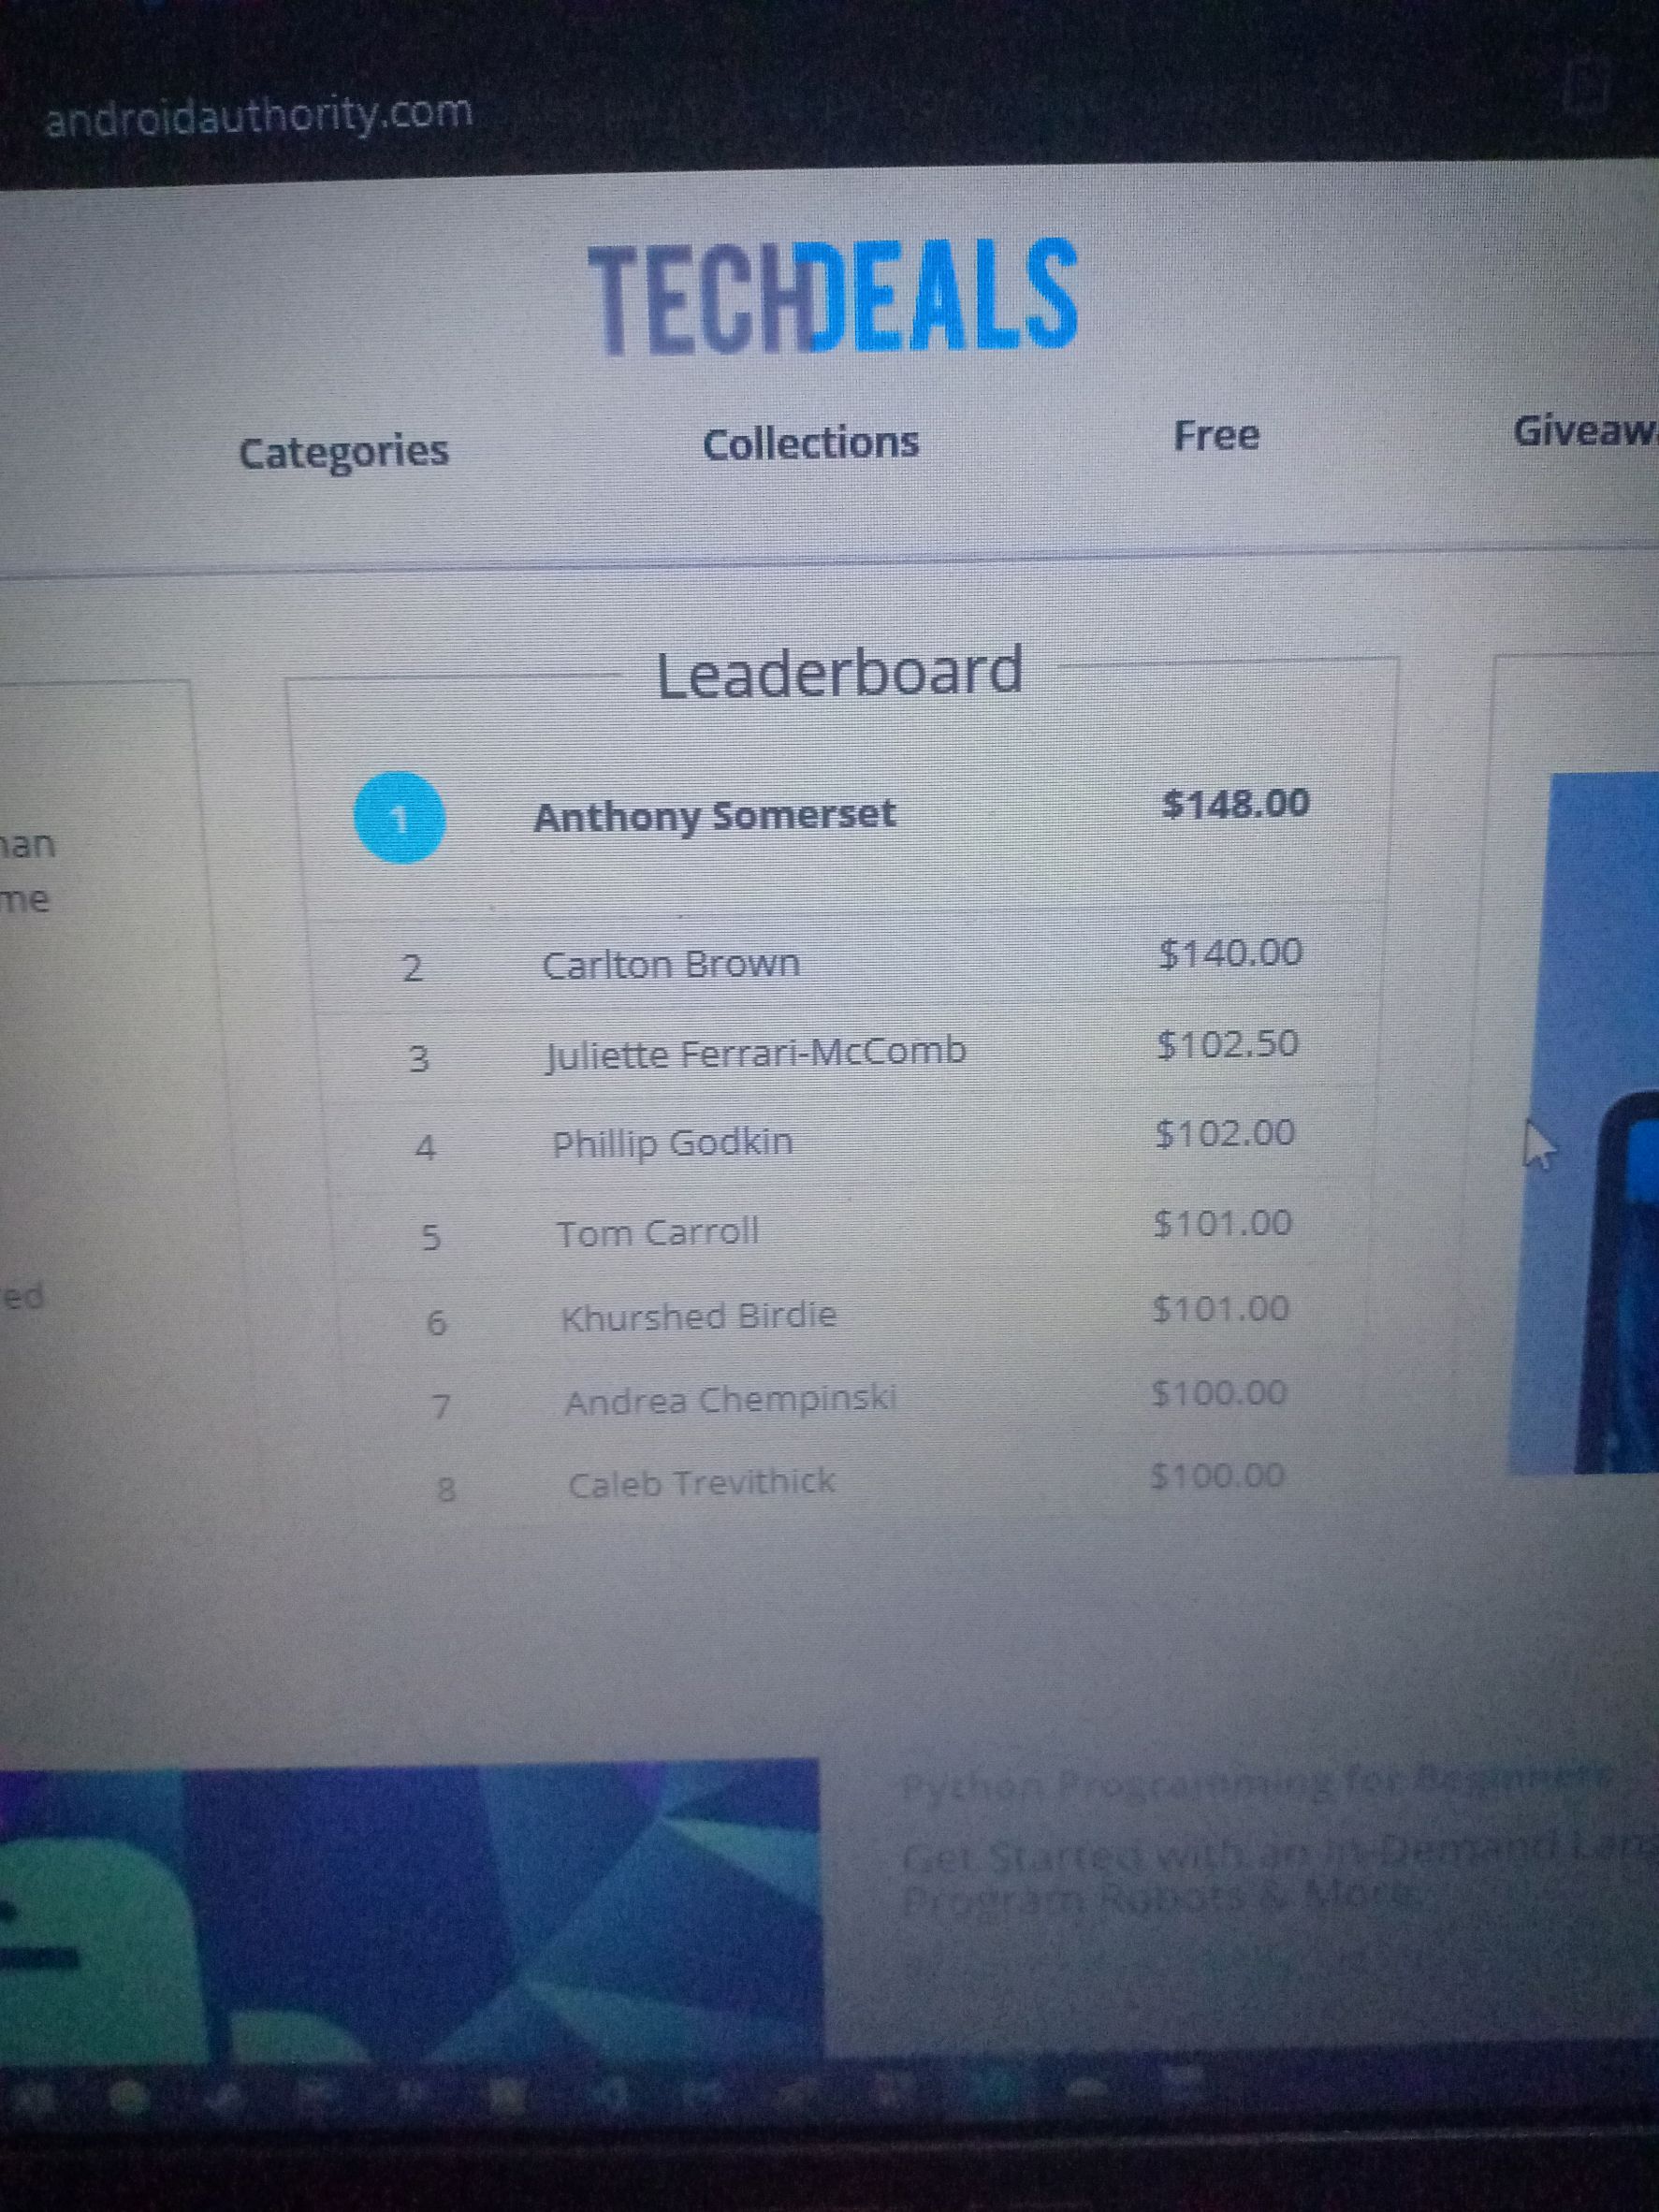 androidauthority.com
TECHDEALS
Categories Collections Free Giveaw
Leaderboard
1 Anthony Somerset $148.00
2 Carlton Brown $140.00
3 Juliette Ferrari-McComb $102.50
4 Phillip Godkin $102.00
5 Tom Carroll $101.00
6 Khurshed Birdie $101.00
7 Andrea Chempinski $100.00
8 Caleb Trevithick $100.00
man
me
ed
Python Programming for Beginners
Get Started with an In-Demand Lang
Program Robots & More